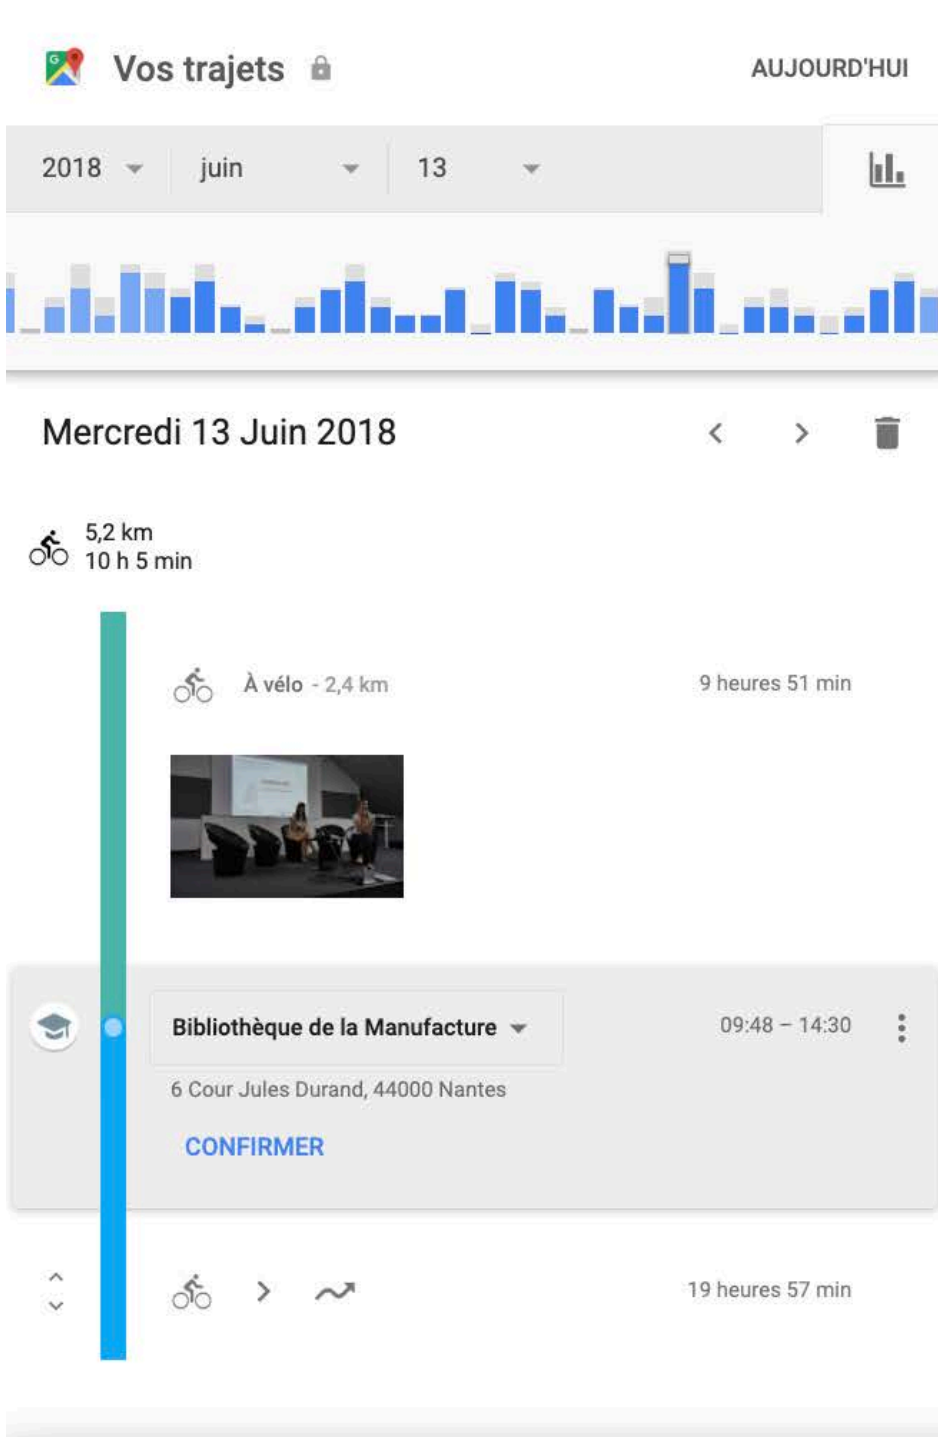 Vos trajets
AUJOURD'HUI
2018
juin
13
Mercredi 13 Juin 2018
5,2 km
10 h 5 min
À vélo - 2,4 km
9 heures 51 min
Bibliothèque de la Manufacture
09:48 – 14:30
6 Cour Jules Durand, 44000 Nantes
CONFIRMER
19 heures 57 min